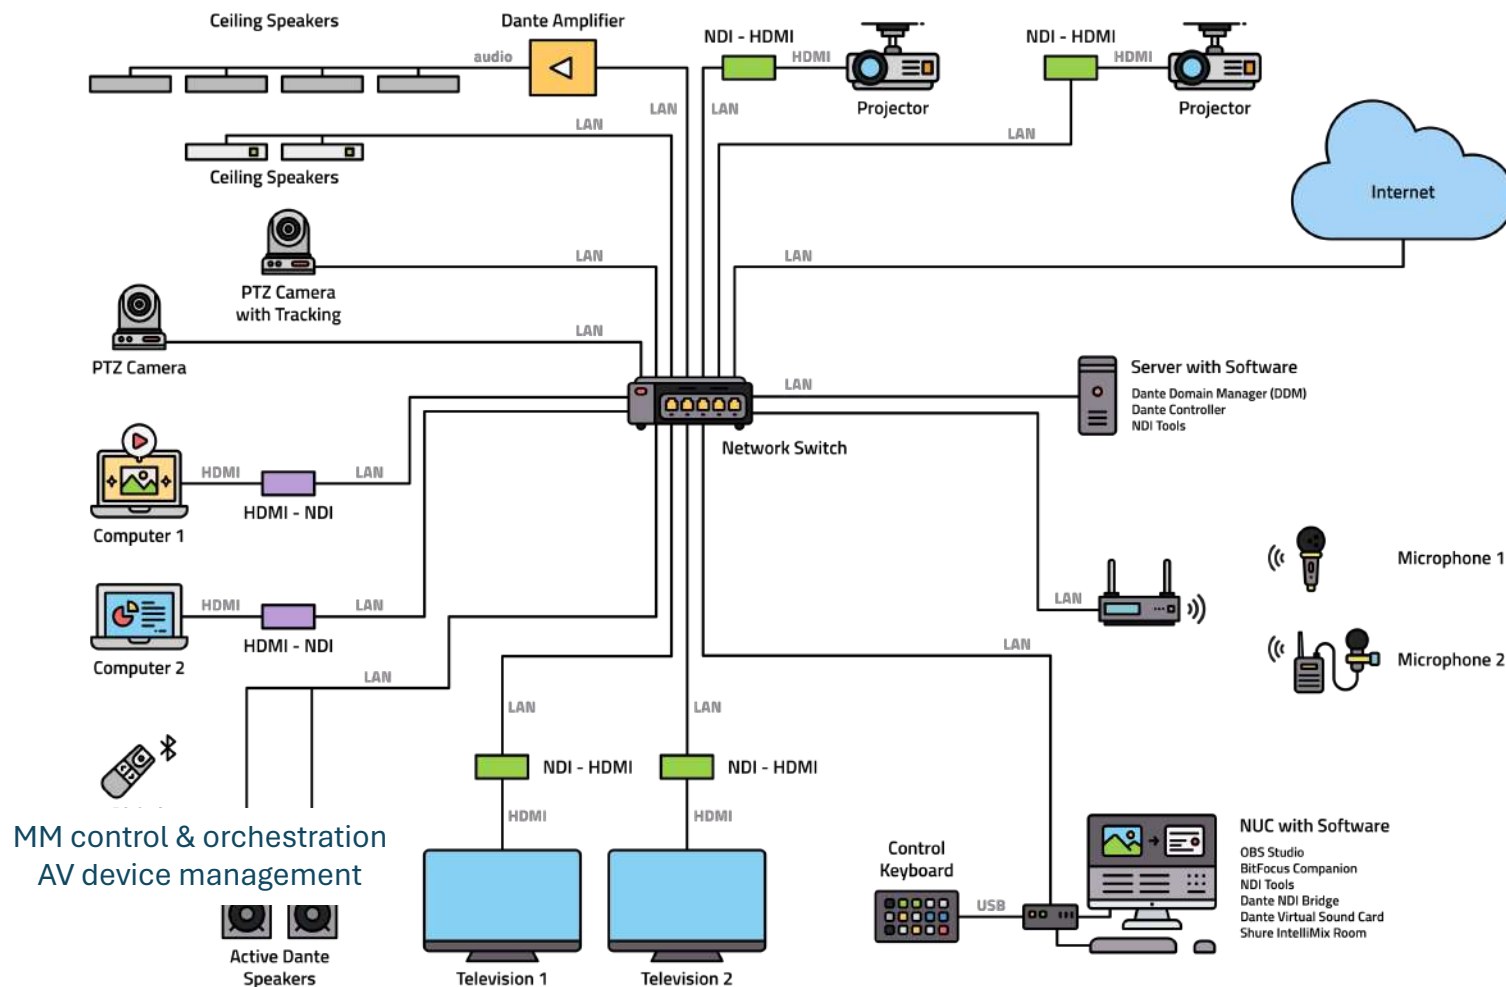 Ceiling Speakers
Dante Amplifier
audio
LAN
NDI - HDMI
HDMI
Projector
LAN
NDI - HDMI
HDMI
Projector
LAN
LAN
Ceiling Speakers
Internet
LAN
PTZ Camera
with Tracking
LAN
LAN
PTZ Camera
Network Switch
LAN
Server with Software
Dante Domain Manager (DDM)
Dante Controller
NDI Tools
HDMI
LAN
HDMI - NDI
Computer 1
HDMI
LAN
HDMI - NDI
Computer 2
LAN
LAN
Microphone 1
Microphone 2
LAN
LAN
LAN
NDI - HDMI
NDI - HDMI
HDMI
HDMI
MM control & orchestration
AV device management
Active Dante
Speakers
Television 1
Television 2
Control
Keyboard
USB
NUC with Software
OBS Studio
BitFocus Companion
NDI Tools
Dante NDI Bridge
Dante Virtual Sound Card
Shure IntelliMix Room